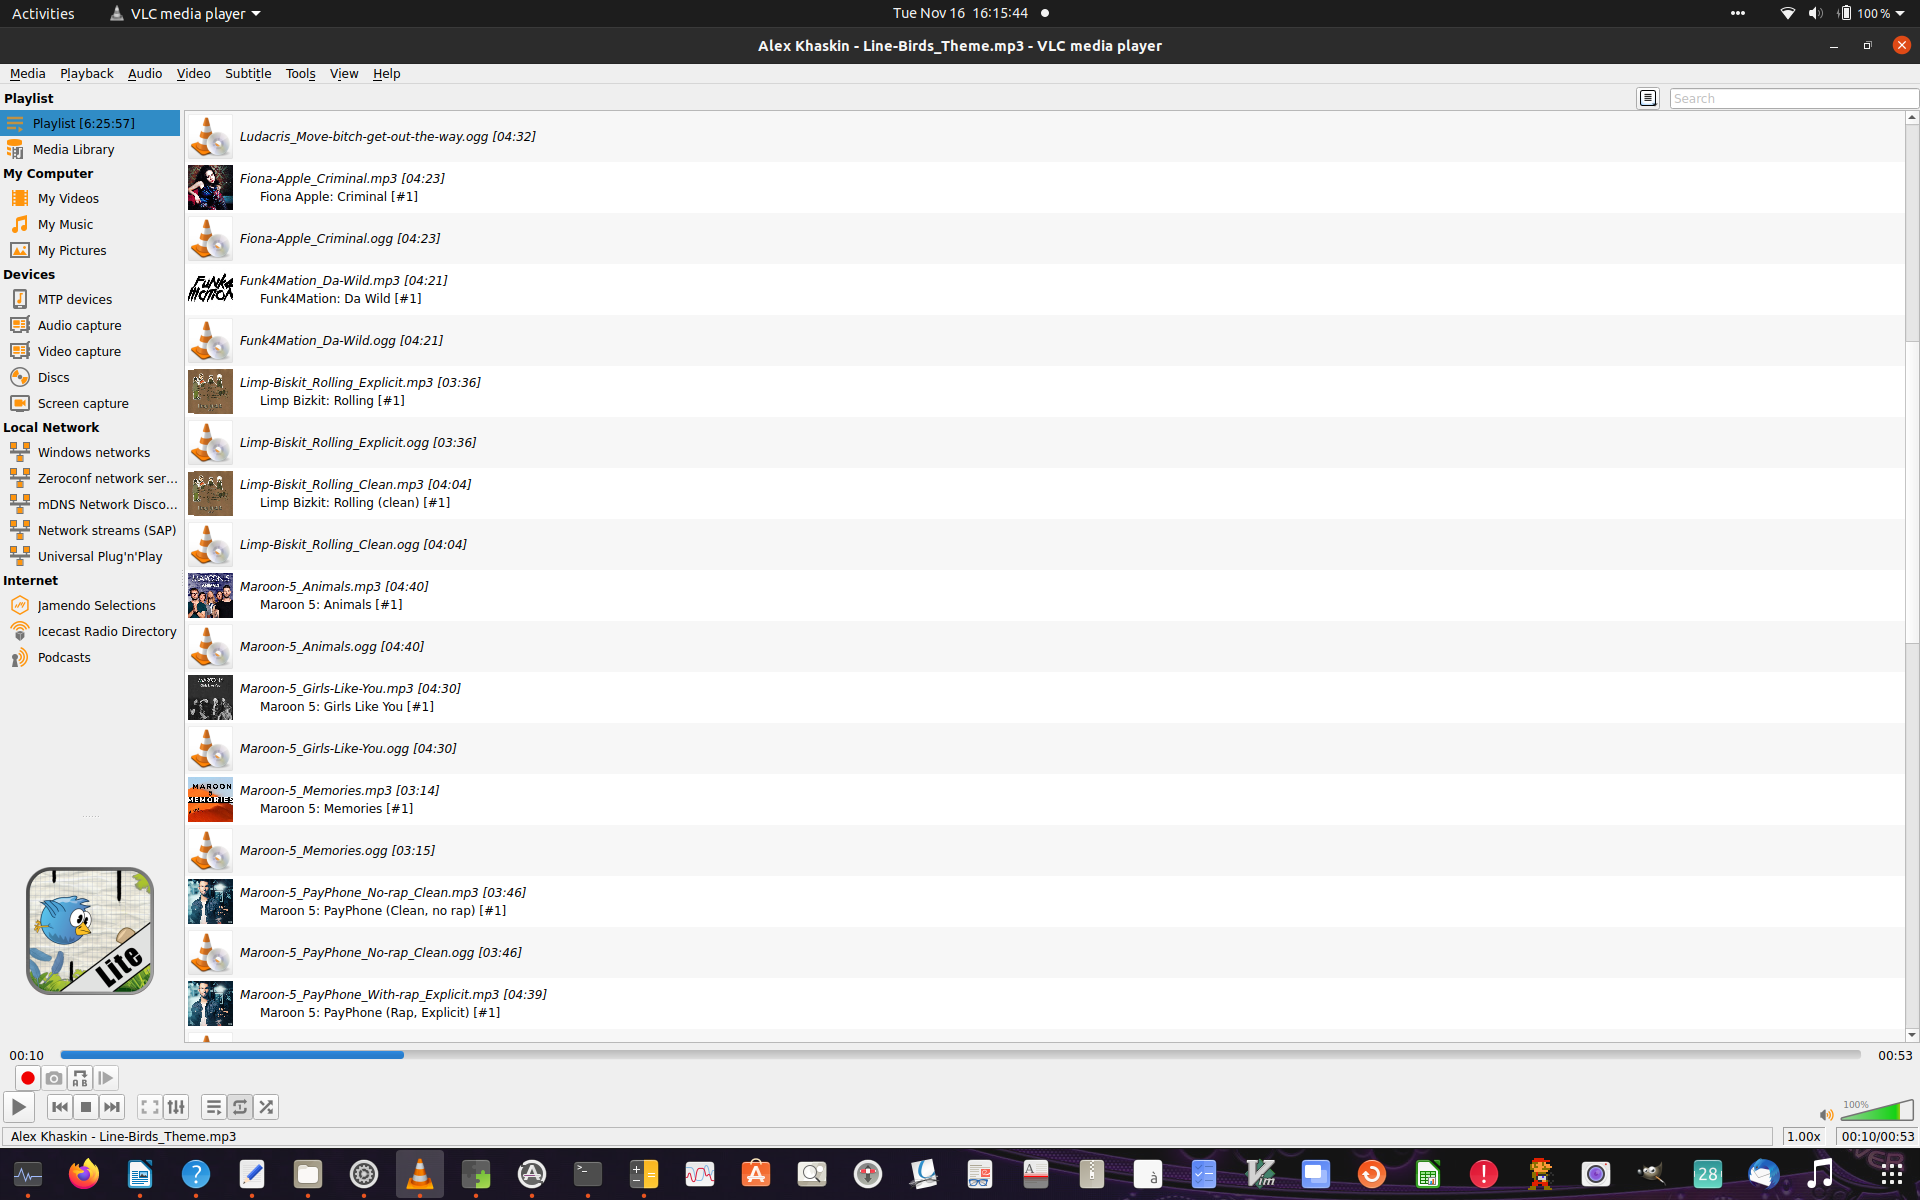 Activities
VLC media player
Tue Nov 16 16:15:44
100 %
Alex Khaskin - Line-Birds_Theme.mp3 - VLC media player
Media Playback Audio Video Subtitle Tools View Help
Playlist
Search
Playlist [6:25:57]
Media Library
My Computer
My Videos
My Music
My Pictures
Devices
MTP devices
Audio capture
Video capture
Discs
Screen capture
Local Network
Windows networks
Zeroconf network ser...
mDNS Network Disco...
Network streams (SAP)
Universal Plug'n'Play
Internet
Jamendo Selections
Icecast Radio Directory
Podcasts
Lite
Ludacris_Move-bitch-get-out-the-way.ogg [04:32]
Fiona-Apple_Criminal.mp3 [04:23]
Fiona Apple: Criminal [#1]
Fiona-Apple_Criminal.ogg [04:23]
FUNK4
MOTION
Funk4Mation_Da-Wild.mp3 [04:21]
Funk4Mation: Da Wild [#1]
Funk4Mation_Da-Wild.ogg [04:21]
Limp-Biskit_Rolling_Explicit.mp3 [03:36]
Limp Bizkit: Rolling [#1]
Limp-Biskit_Rolling_Explicit.ogg [03:36]
Limp-Biskit_Rolling_Clean.mp3 [04:04]
Limp Bizkit: Rolling (clean) [#1]
Limp-Biskit_Rolling_Clean.ogg [04:04]
MAROON 5
ANIMALS
Maroon-5_Animals.mp3 [04:40]
Maroon 5: Animals [#1]
Maroon-5_Animals.ogg [04:40]
Maroon-5_Girls-Like-You.mp3 [04:30]
Maroon 5: Girls Like You [#1]
Maroon-5_Girls-Like-You.ogg [04:30]
MAROON
MEMORIES
Maroon-5_Memories.mp3 [03:14]
Maroon 5: Memories [#1]
Maroon-5_Memories.ogg [03:15]
Maroon-5_PayPhone_No-rap_Clean.mp3 [03:46]
Maroon 5: PayPhone (Clean, no rap) [#1]
Maroon-5_PayPhone_No-rap_Clean.ogg [03:46]
Maroon-5_PayPhone_With-rap_Explicit.mp3 [04:39]
Maroon 5: PayPhone (Rap, Explicit) [#1]
00:10
00:53
A B
100%
Alex Khaskin - Line-Birds_Theme.mp3
1.00x
00:10/00:53
28